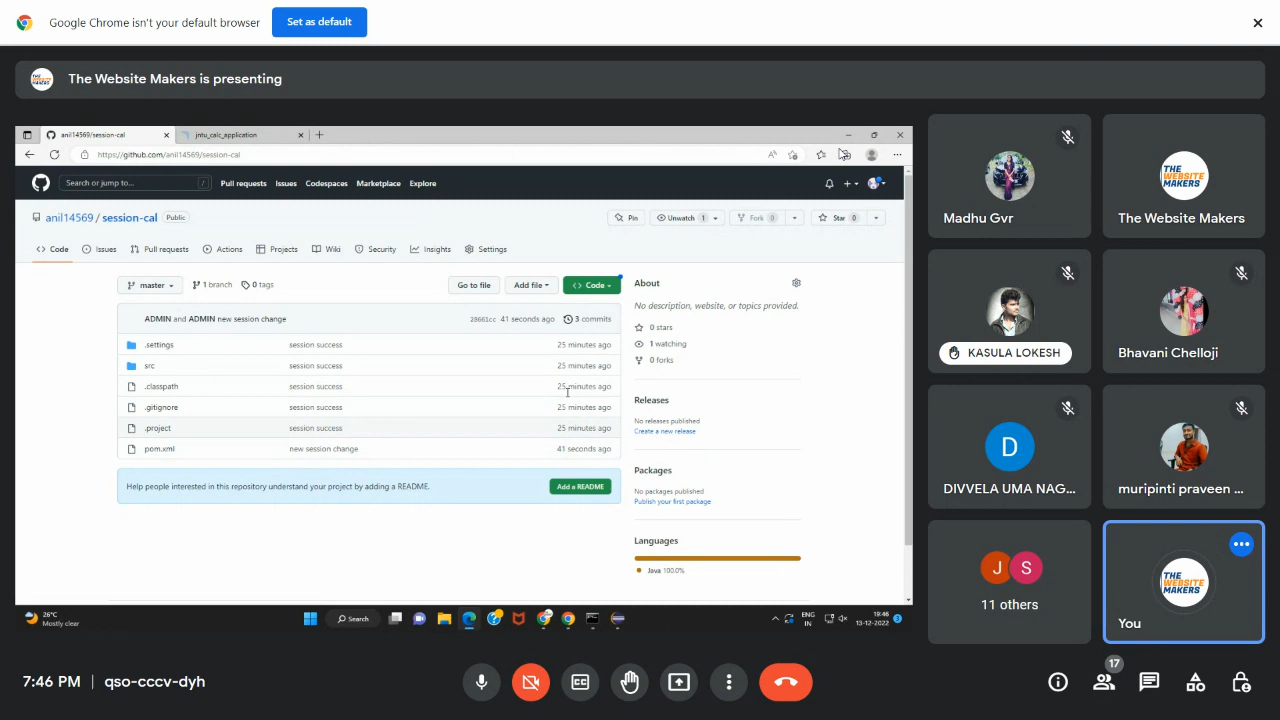 Google Chrome isn't your default browser
Set as default
The Website Makers is presenting
anil14569/session-cal
jntu_calc_application
https://github.com/anil14569/session-cal
Search or jump to...
/
Pull requests
Issues
Codespaces
Marketplace
Explore
anil14569 / session-cal
Public
Pin
Unwatch 1
Fork 0
Star 0
Code
Issues
Pull requests
Actions
Projects
Wiki
Security
Insights
Settings
master
1 branch
0 tags
Go to file
Add file
Code
ADMIN and ADMIN new session change
28661cc 41 seconds ago
3 commits
.settings session success 25 minutes ago
src session success 25 minutes ago
.classpath session success 25 minutes ago
.gitignore session success 25 minutes ago
.project session success 25 minutes ago
pom.xml new session change 41 seconds ago
Help people interested in this repository understand your project by adding a README.
Add a README
About
No description, website, or topics provided.
0 stars
1 watching
0 forks
Releases
No releases published
Create a new release
Packages
No packages published
Publish your first package
Languages
Java 100.0%
26°C
Mostly clear
Search
ENG
IN
19:46
13-12-2022
3
Madhu Gvr
THE
WEBSITE
MAKERS
The Website Makers
KASULA LOKESH
Bhavani Chelloji
D
DIVVELA UMA NAG...
muripinti praveen ...
J
S
11 others
THE
WEBSITE
MAKERS
You
7:46 PM | qso-cccv-dyh
17